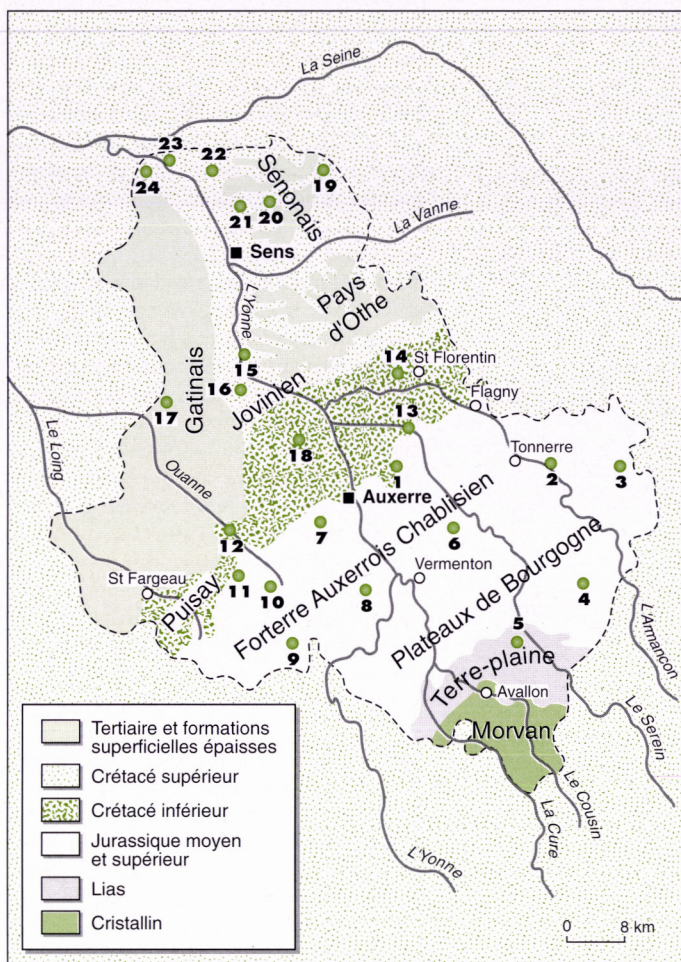 La Seine
23
22
24
19
Sénonais
21
20
La Vanne
Sens
L'Yonne
Pays
d'Othe
15
14
St Florentin
Gatinais
16
Jovinien
Flagny
17
13
Le Loing
18
Tonnerre
Ouanne
1
2
3
Auxerre
7
12
6
St Fargeau
11
10
Puisay
Forterre Auxerrois Chablisien
Vermenton
8
Plateaux de Bourgogne
4
9
5
L'Armançon
Terre-plaine
Avallon
Le Serein
Morvan
Le Cousin
La Cure
L'Yonne
Tertiaire et formations
superficielles épaisses
Crétacé supérieur
Crétacé inférieur
Jurassique moyen
et supérieur
Lias
Cristallin
0 8 km